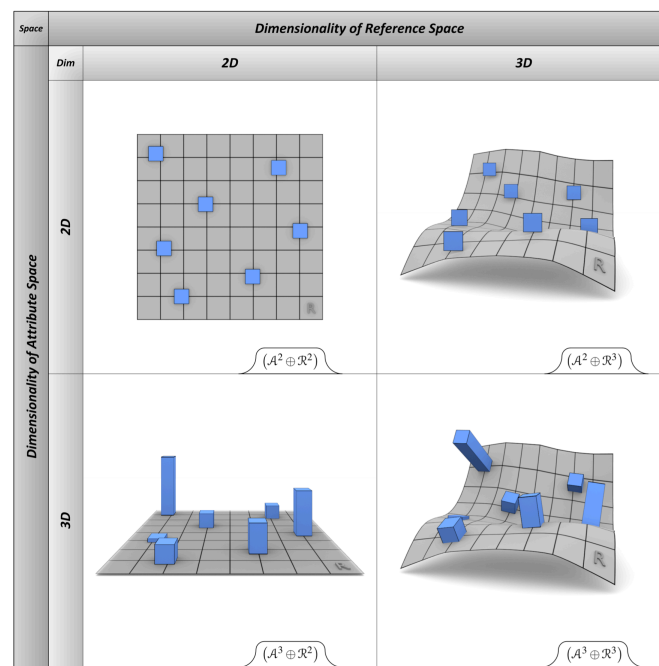 Space
Dimensionality of Reference Space
Dim
2D
3D
Dimensionality of Attribute Space
2D
R
R
(𝒜² ⊕ ℛ²)
(𝒜² ⊕ ℛ³)
3D
R
R
(𝒜³ ⊕ ℛ²)
(𝒜³ ⊕ ℛ³)